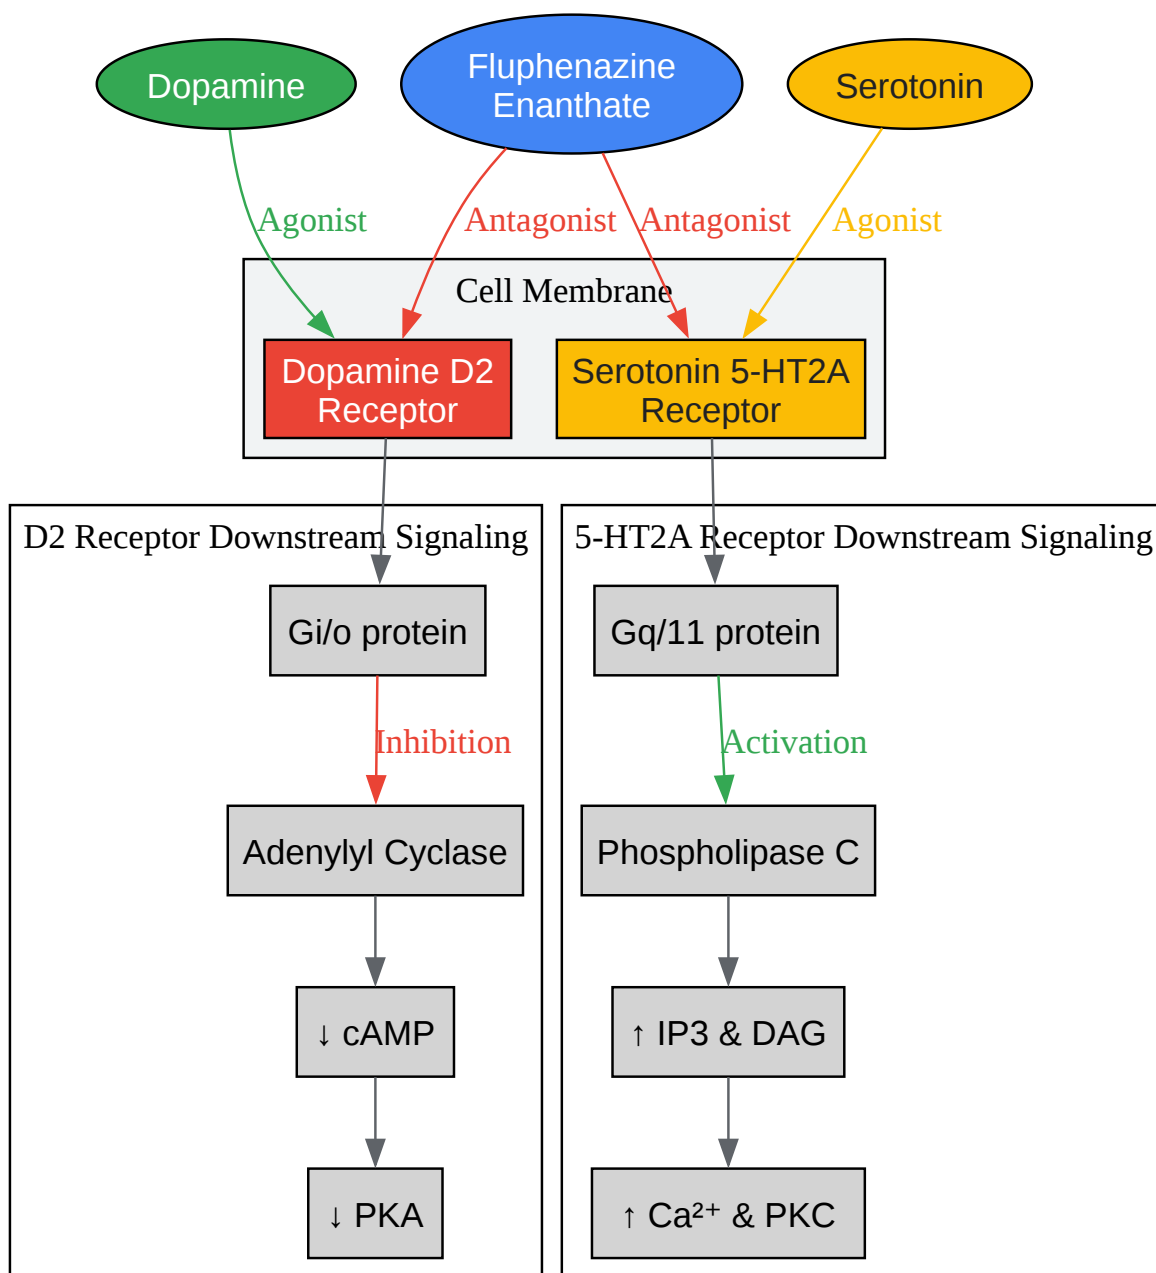 Dopamine
Fluphenazine
Enanthate
Serotonin
Agonist
Antagonist
Antagonist
Agonist
Cell Membrane
Dopamine D2
Receptor
Serotonin 5-HT2A
Receptor
D2 Receptor Downstream Signaling
5-HT2A Receptor Downstream Signaling
Gi/o protein
Gq/11 protein
Inhibition
Activation
Adenylyl Cyclase
Phospholipase C
↓ cAMP
↑ IP3 & DAG
↓ PKA
↑ Ca²⁺ & PKC